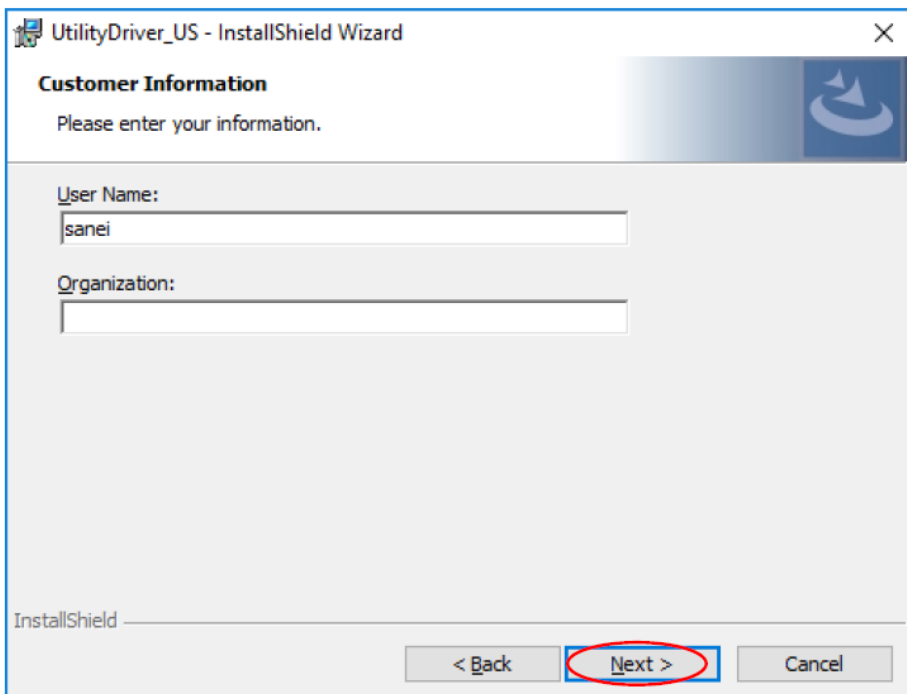 UtilityDriver_US - InstallShield Wizard
Customer Information
Please enter your information.
User Name:
sanei
Organization:
InstallShield
< Back
Next >
Cancel